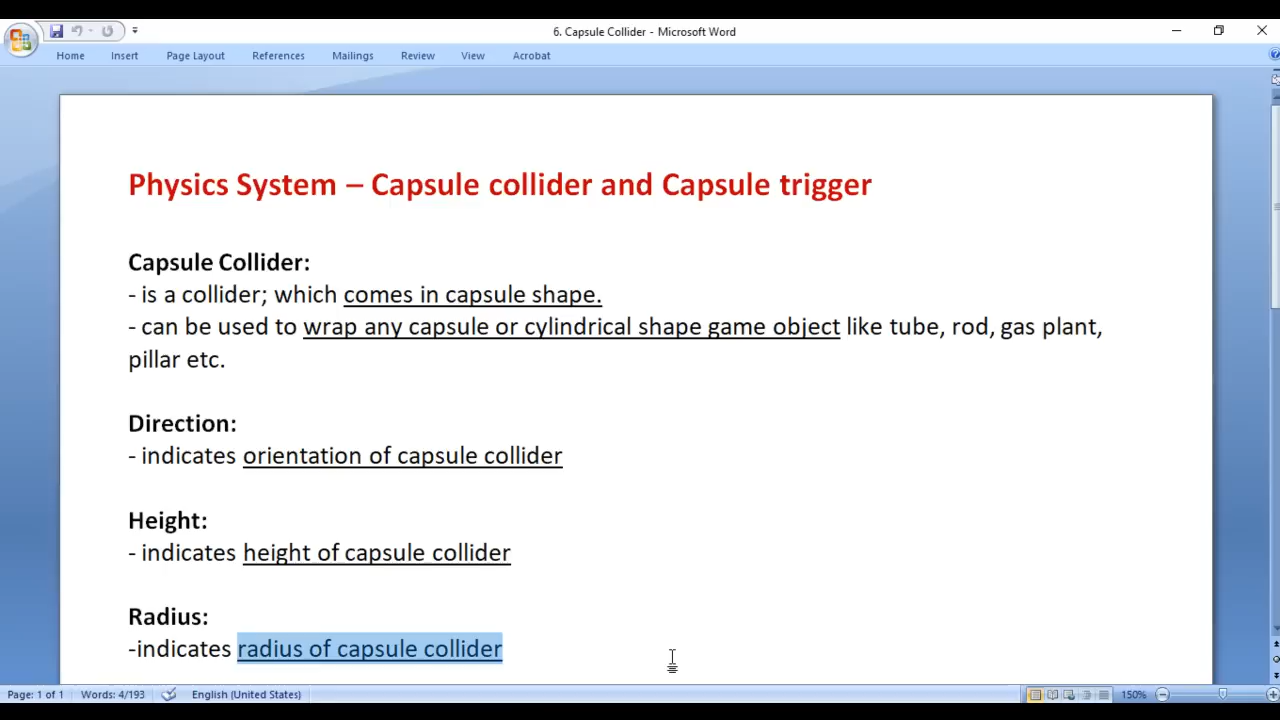 6. Capsule Collider - Microsoft Word
Home Insert Page Layout References Mailings Review View Acrobat
Physics System – Capsule collider and Capsule trigger
Capsule Collider:
- is a collider; which comes in capsule shape.
- can be used to wrap any capsule or cylindrical shape game object like tube, rod, gas plant,
pillar etc.
Direction:
- indicates orientation of capsule collider
Height:
- indicates height of capsule collider
Radius:
-indicates radius of capsule collider
Page: 1 of 1 Words: 4/193 English (United States) 150%